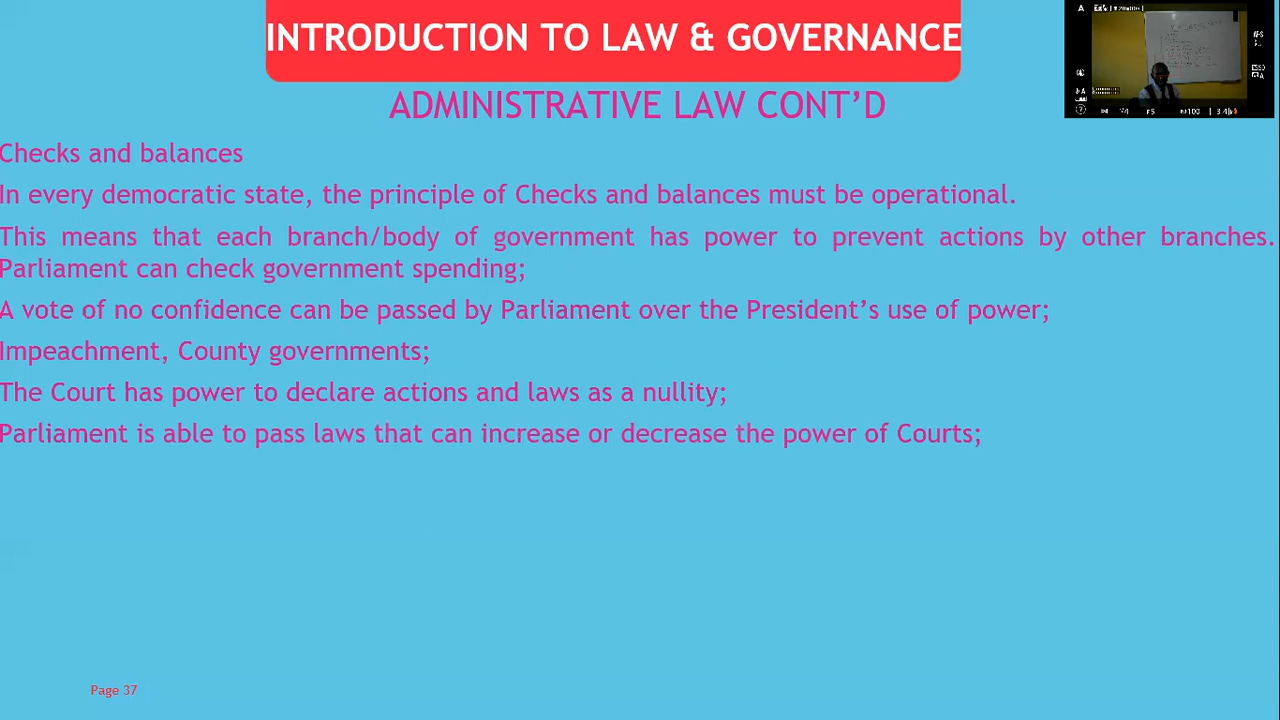 INTRODUCTION TO LAW & GOVERNANCE
ADMINISTRATIVE LAW CONT’D
Checks and balances
In every democratic state, the principle of Checks and balances must be operational.
This means that each branch/body of government has power to prevent actions by other branches.
Parliament can check government spending;
A vote of no confidence can be passed by Parliament over the President’s use of power;
Impeachment, County governments;
The Court has power to declare actions and laws as a nullity;
Parliament is able to pass laws that can increase or decrease the power of Courts;
Page 37